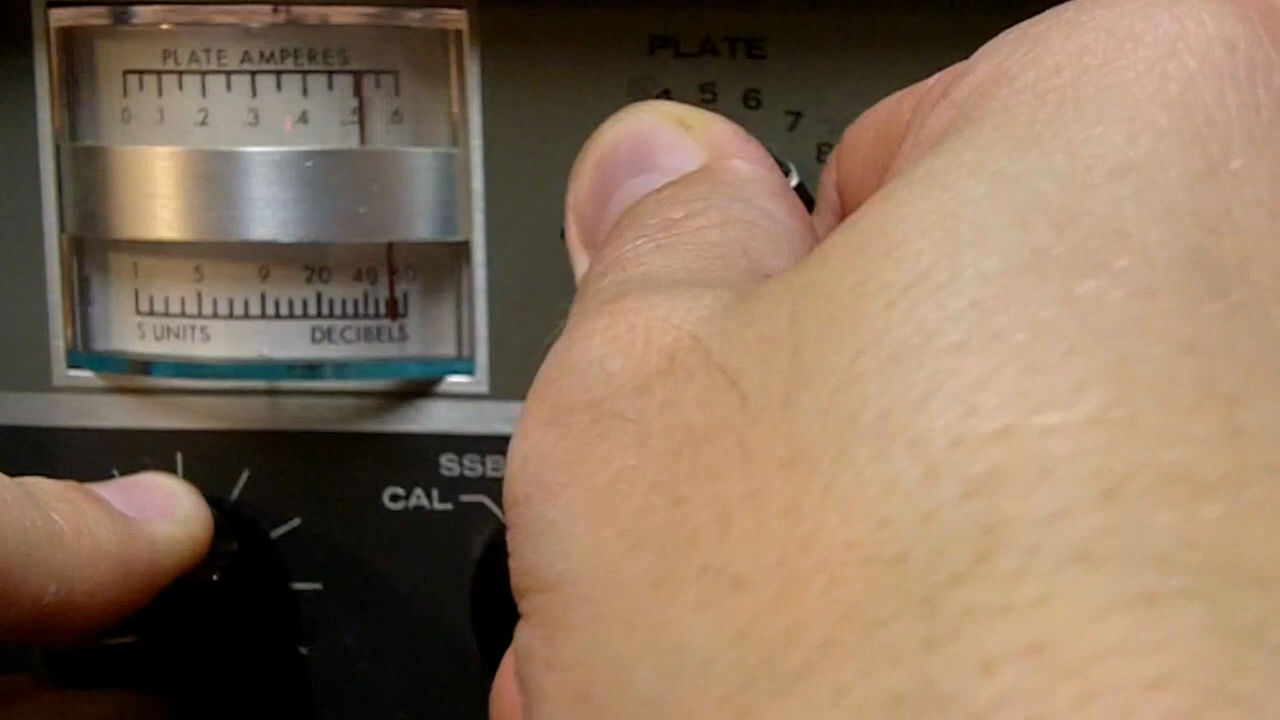 PLATE AMPERES
0 .1 .2 .3 .4 .5 .6
1 5 9 20 40 60
S UNITS DECIBELS
PLATE
4 5 6 7 8
SSB
CAL